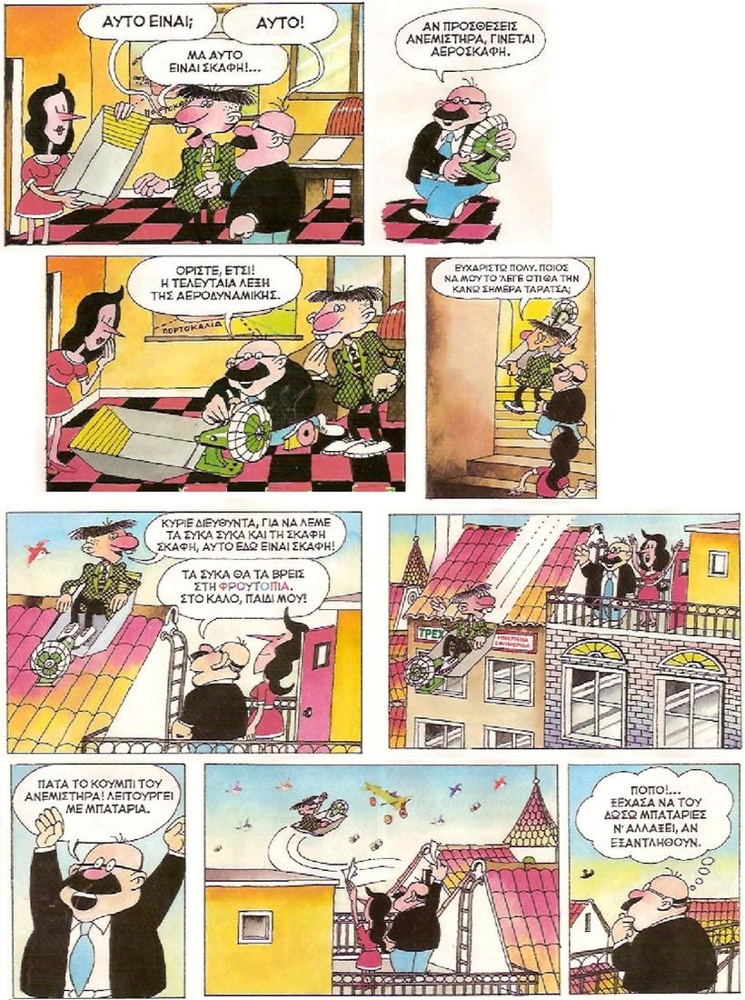 ΑΥΤΟ ΕΙΝΑΙ;
ΑΥΤΟ!
ΜΑ ΑΥΤΟ
ΕΙΝΑΙ ΣΚΑΦΗ!...
ΑΝ ΠΡΟΣΘΕΣΕΙΣ
ΑΝΕΜΙΣΤΗΡΑ, ΓΙΝΕΤΑΙ
ΑΕΡΟΣΚΑΦΗ.
ΟΡΙΣΤΕ, ΕΤΣΙ!
Η ΤΕΛΕΥΤΑΙΑ ΛΕΞΗ
ΤΗΣ ΑΕΡΟΔΥΝΑΜΙΚΗΣ.
ΠΟΡΤΟΚΑΛΙΑ
ΕΥΧΑΡΙΣΤΩ ΠΟΛΥ. ΠΟΙΟΣ
ΝΑ ΜΟΥ ΤΟ 'ΛΕΓΕ ΟΤΙ ΘΑ ΤΗΝ
ΚΑΝΩ ΣΗΜΕΡΑ ΤΑΡΑΤΣΑ;
ΚΥΡΙΕ ΔΙΕΥΘΥΝΤΑ, ΓΙΑ ΝΑ ΛΕΜΕ
ΤΑ ΣΥΚΑ ΣΥΚΑ ΚΑΙ ΤΗ ΣΚΑΦΗ
ΣΚΑΦΗ, ΑΥΤΟ ΕΔΩ ΕΙΝΑΙ ΣΚΑΦΗ!
ΤΑ ΣΥΚΑ ΘΑ ΤΑ ΒΡΕΙΣ
ΣΤΗ ΦΡΟΥΤΟΠΙΑ.
ΣΤΟ ΚΑΛΟ, ΠΑΙΔΙ ΜΟΥ!
ΤΡΕΧ
ΗΜΕΡΗΣΙΑ
ΕΦΗΜΕΡΙΔΑ
ΠΑΤΑ ΤΟ ΚΟΥΜΠΙ ΤΟΥ
ΑΝΕΜΙΣΤΗΡΑ! ΛΕΙΤΟΥΡΓΕΙ
ΜΕ ΜΠΑΤΑΡΙΑ.
ΠΟΠΟ!...
ΞΕΧΑΣΑ ΝΑ ΤΟΥ
ΔΩΣΩ ΜΠΑΤΑΡΙΕΣ
Ν' ΑΛΛΑΞΕΙ, ΑΝ
ΕΞΑΝΤΛΗΘΟΥΝ.